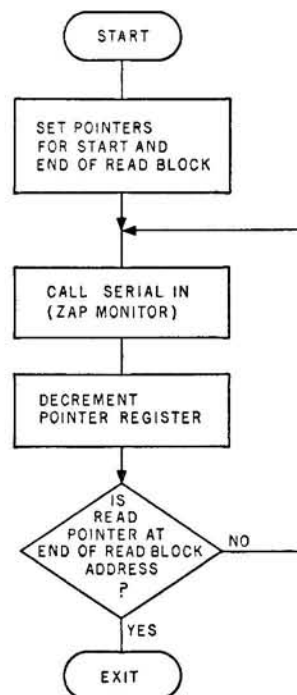 START
SET POINTERS
FOR START AND
END OF READ BLOCK
CALL SERIAL IN
(ZAP MONITOR)
DECREMENT
POINTER REGISTER
IS
READ
POINTER AT
END OF READ BLOCK
ADDRESS
?
NO
YES
EXIT